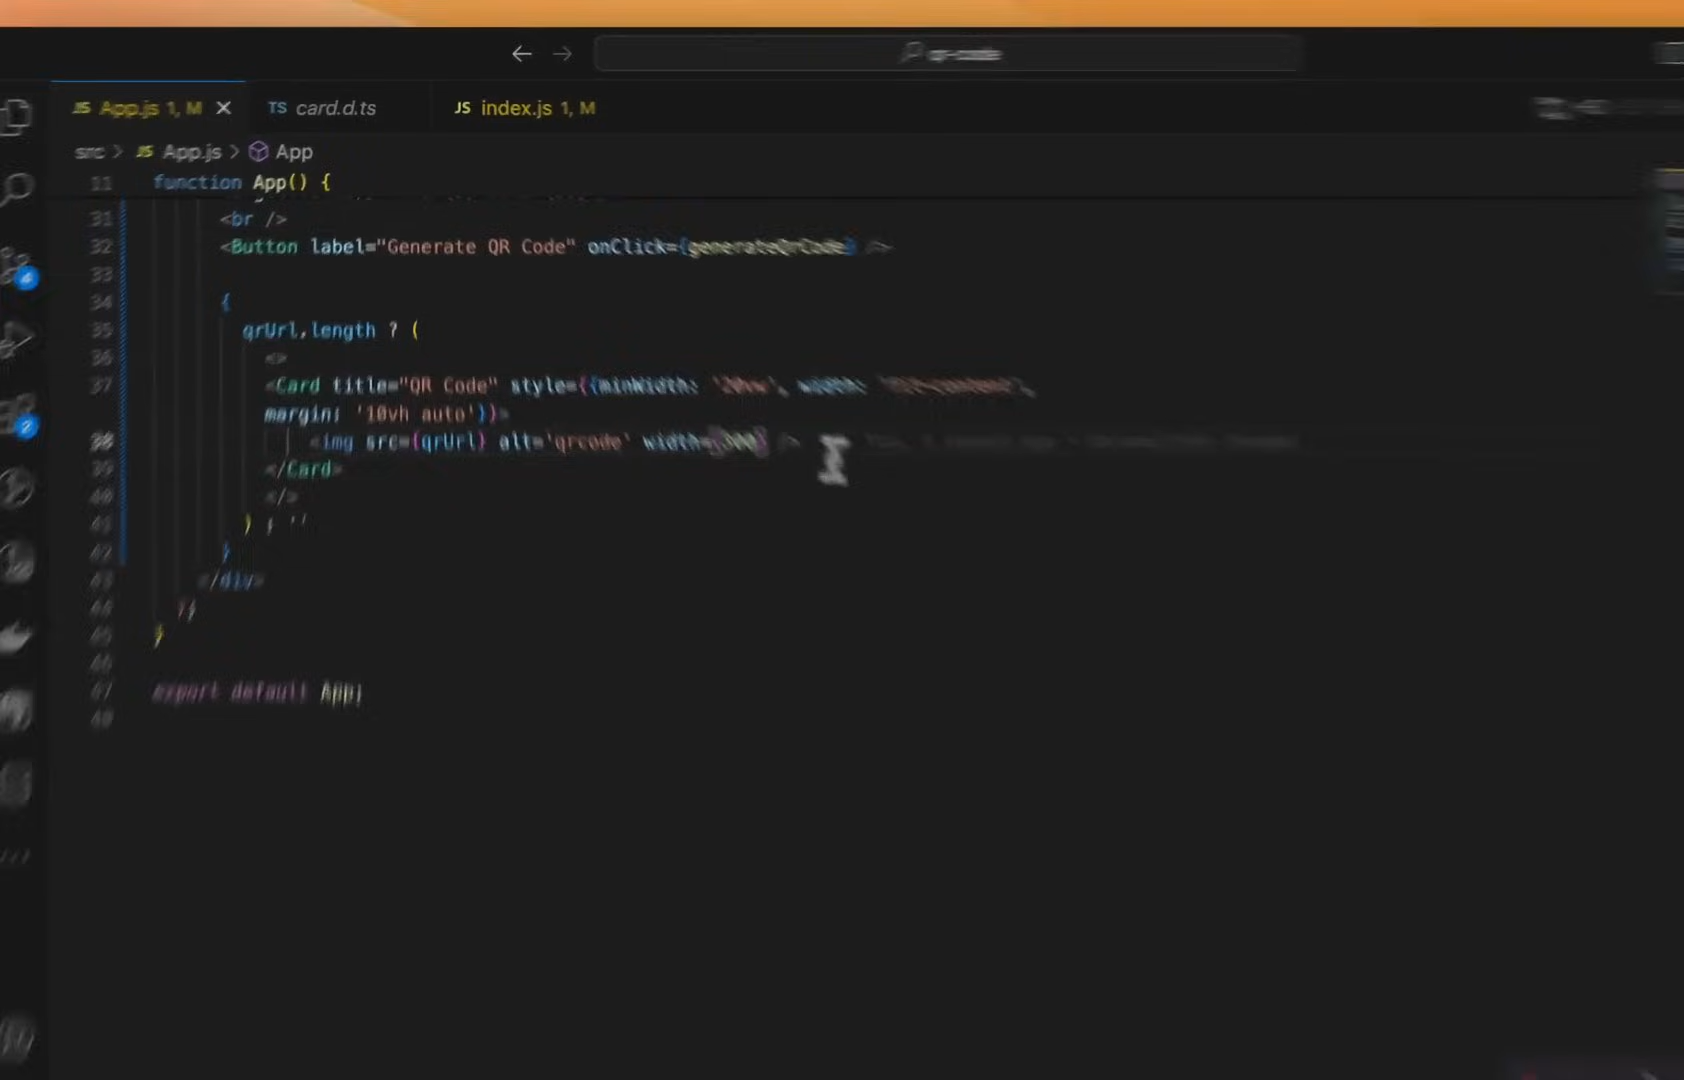 qr-code
JS App.js 1, M
TS card.d.ts
JS index.js 1, M
src > JS App.js > App
11 function App() {
31 <br />
32 <Button label="Generate QR Code" onClick={generateQrCode} />
33
34 {
35 qrUrl.length ? (
36 <>
37 <Card title="QR Code" style={{minWidth: '20vw', width:
margin: '10vh auto'}}>
38 <img src={qrUrl} alt='qrcode' width={300} />
39 </Card>
40 </>
41 ) : ''
42 }
43 </div>
44 );
45 }
46
47 export default App;
48